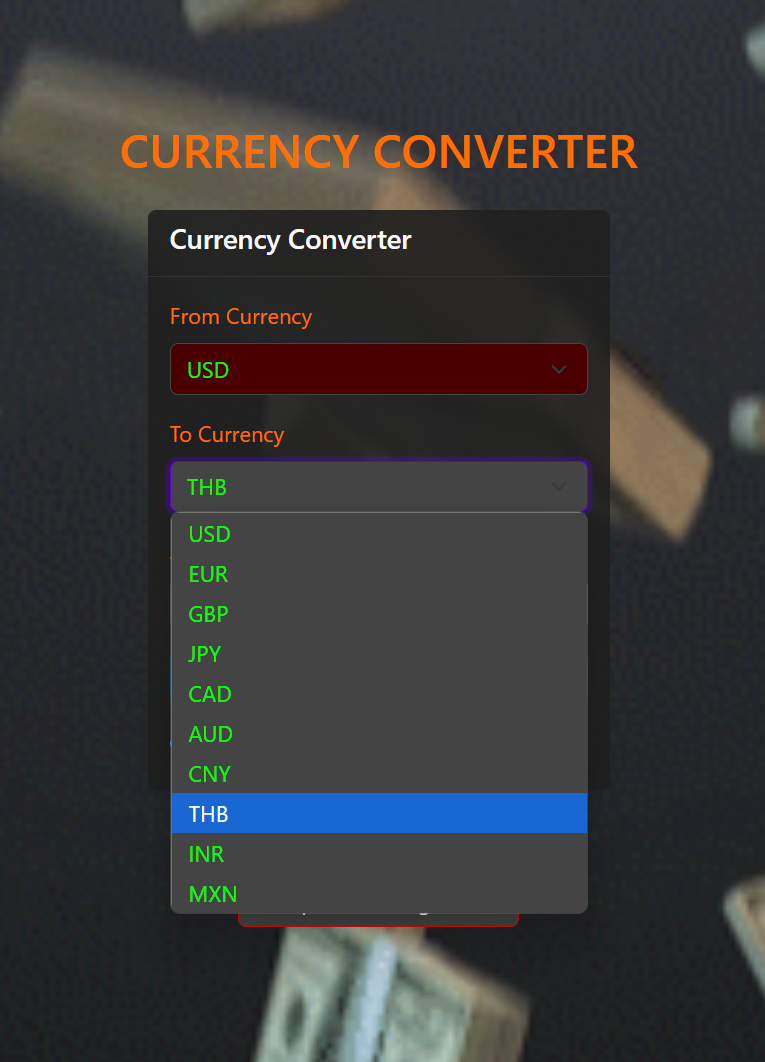 CURRENCY CONVERTER
Currency Converter
From Currency
USD
To Currency
THB
USD
EUR
GBP
JPY
CAD
AUD
CNY
THB
INR
MXN